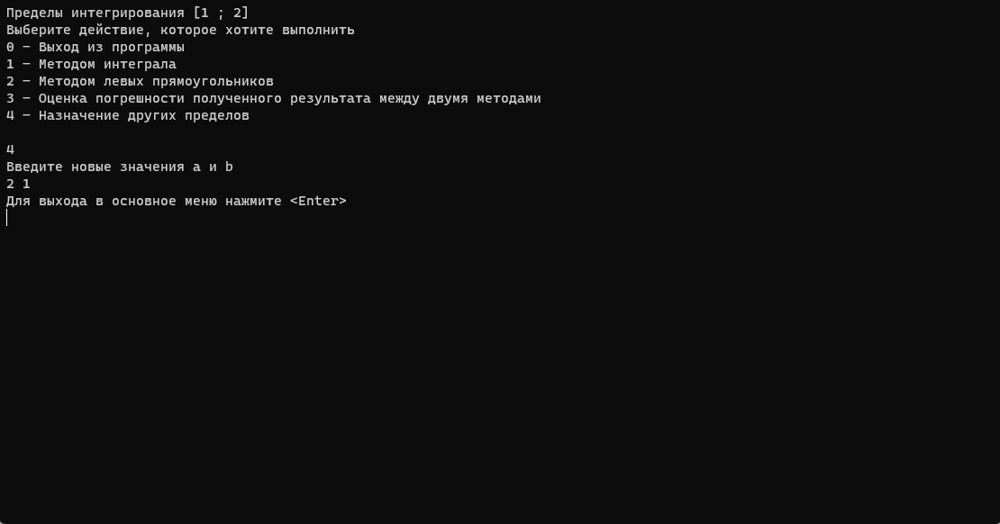 Пределы интегрирования [1 ; 2]
Выберите действие, которое хотите выполнить
0 – Выход из программы
1 – Методом интеграла
2 – Методом левых прямоугольников
3 – Оценка погрешности полученного результата между двумя методами
4 – Назначение других пределов
4
Введите новые значения a и b
2 1
Для выхода в основное меню нажмите <Enter>